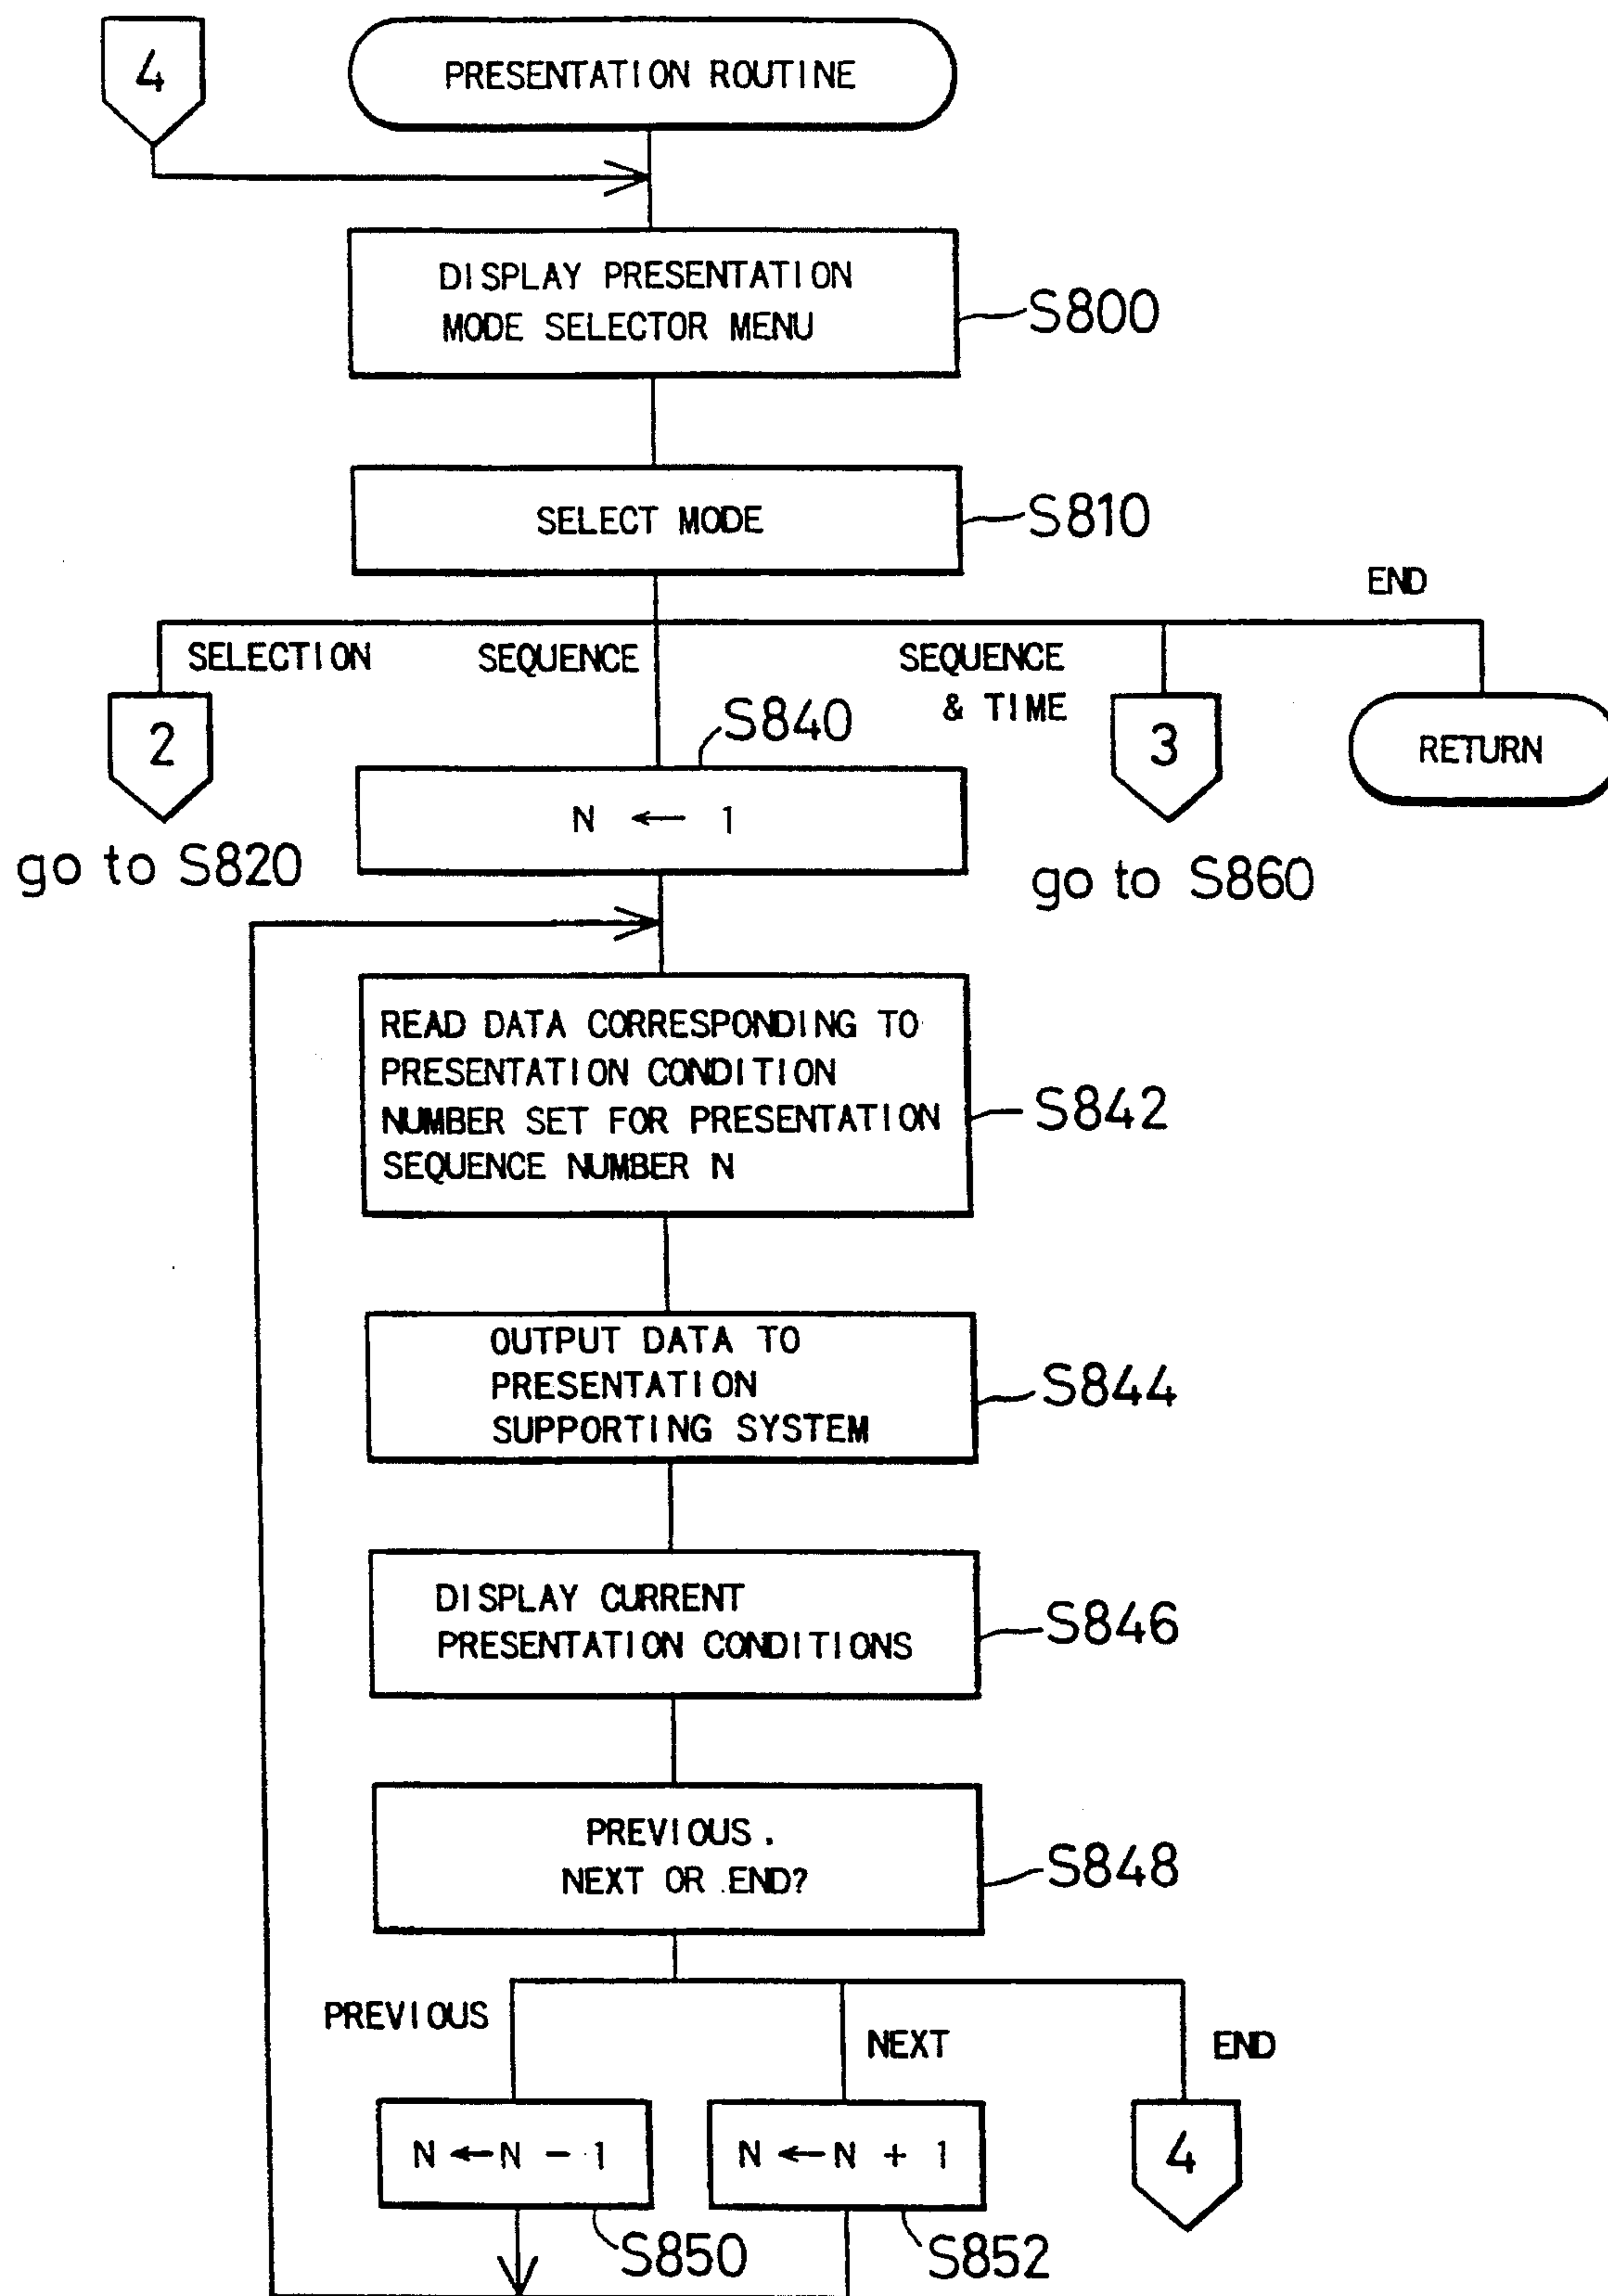 4
PRESENTATION ROUTINE
DISPLAY PRESENTATION
MODE SELECTOR MENU
S800
SELECT MODE
S810
END
SELECTION
SEQUENCE
SEQUENCE
& TIME
2
S840
3
RETURN
N ← 1
go to S820
go to S860
READ DATA CORRESPONDING TO
PRESENTATION CONDITION
NUMBER SET FOR PRESENTATION
SEQUENCE NUMBER N
S842
OUTPUT DATA TO
PRESENTATION
SUPPORTING SYSTEM
S844
DISPLAY CURRENT
PRESENTATION CONDITIONS
S846
PREVIOUS.
NEXT OR .END?
S848
PREVIOUS
NEXT
END
N ← N - 1
N ← N + 1
4
S850
S852